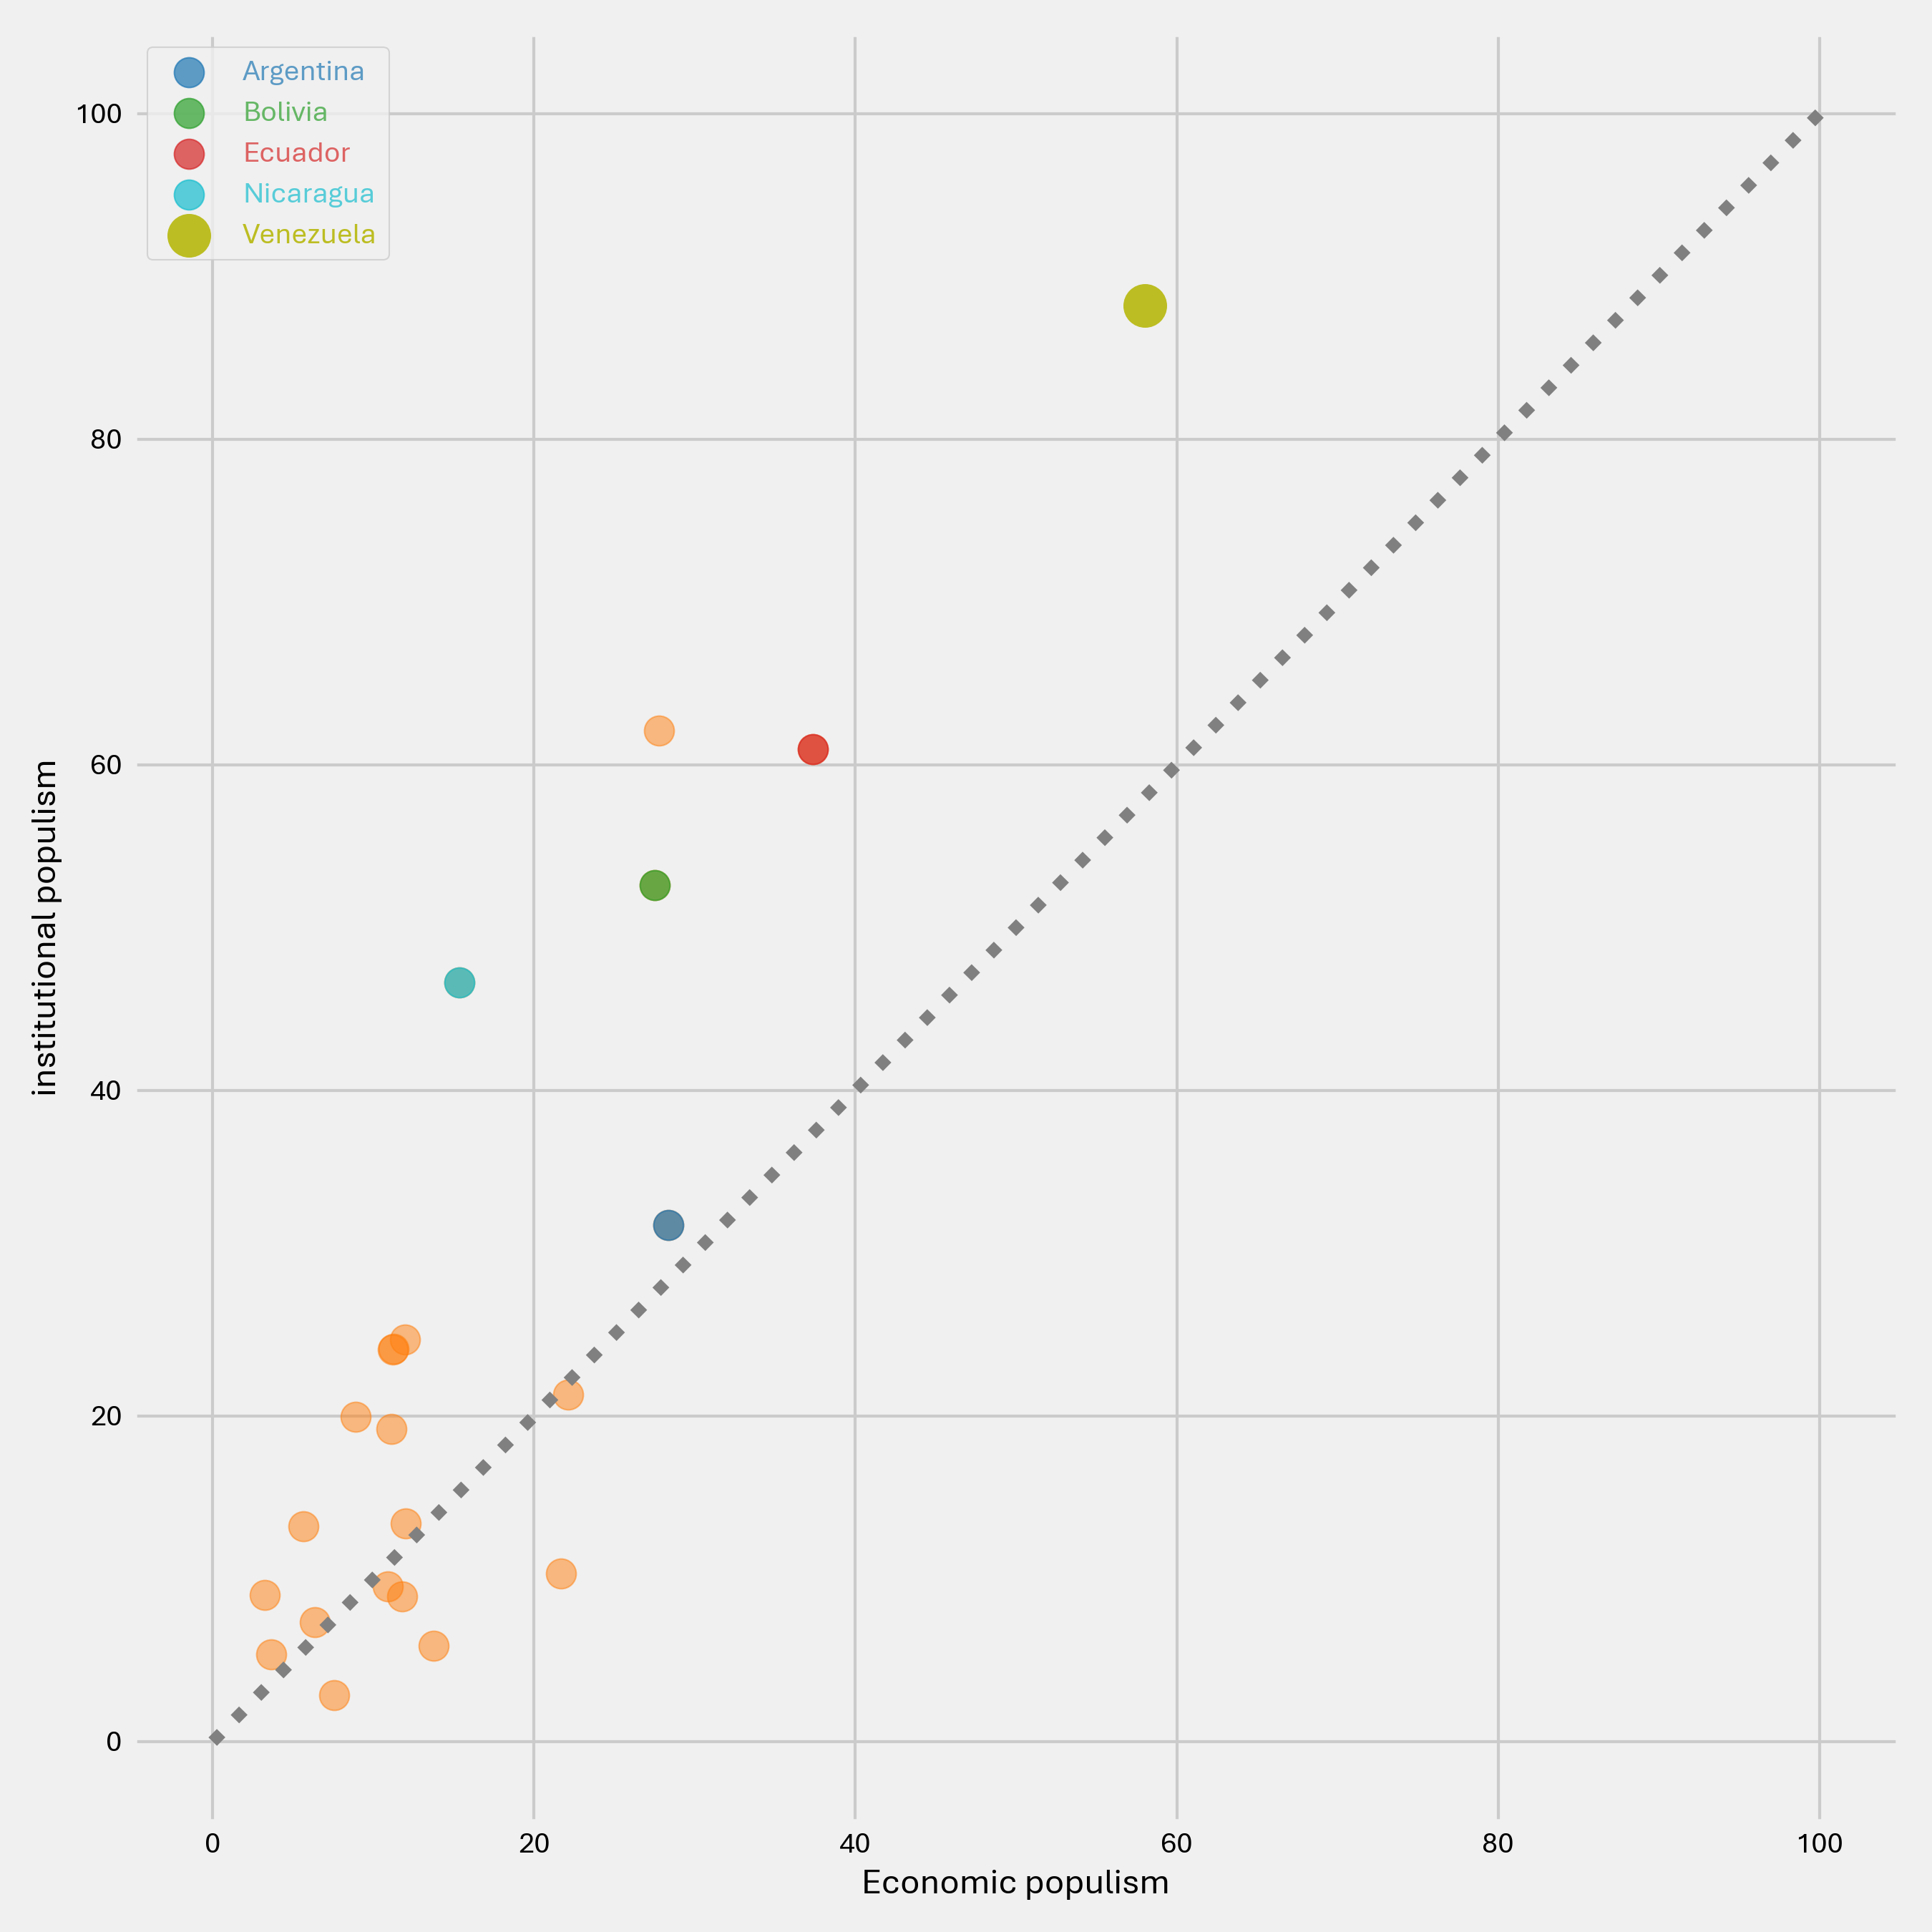 Argentina
Bolivia
Ecuador
Nicaragua
Venezuela
100
80
60
40
20
0
institutional populism
0 20 40 60 80 100
Economic populism